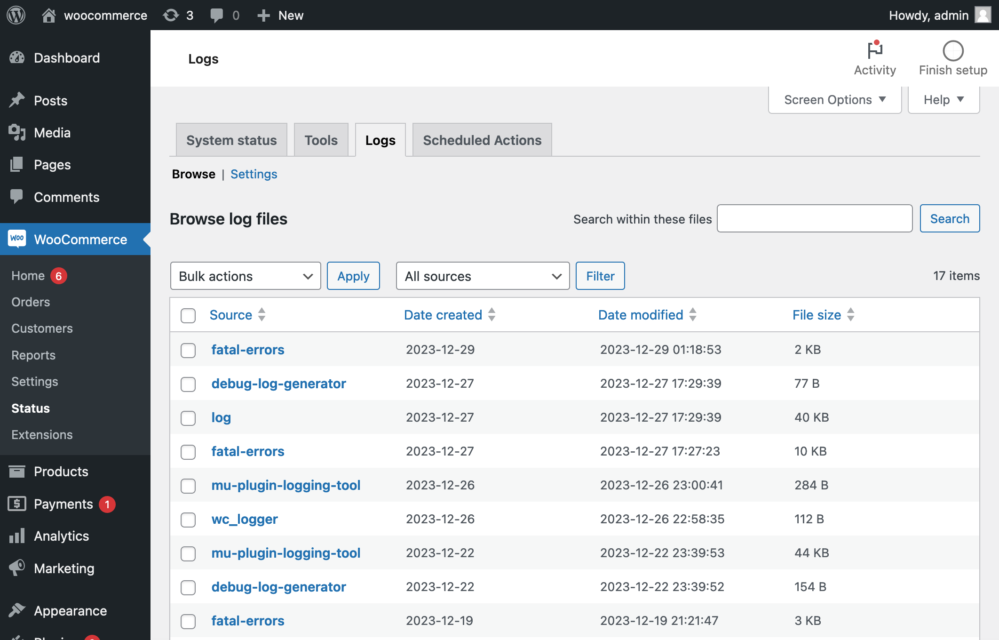 woocommerce 3 0 New Howdy, admin
Dashboard
Posts
Media
Pages
Comments
Woo WooCommerce
Home 6
Orders
Customers
Reports
Settings
Status
Extensions
Products
Payments 1
Analytics
Marketing
Appearance
Logs
Activity Finish setup
Screen Options Help
System status Tools Logs Scheduled Actions
Browse | Settings
Browse log files Search within these files Search
Bulk actions Apply All sources Filter 17 items
Source Date created Date modified File size
fatal-errors 2023-12-29 2023-12-29 01:18:53 2 KB
debug-log-generator 2023-12-27 2023-12-27 17:29:39 77 B
log 2023-12-27 2023-12-27 17:29:39 40 KB
fatal-errors 2023-12-27 2023-12-27 17:27:23 10 KB
mu-plugin-logging-tool 2023-12-26 2023-12-26 23:00:41 284 B
wc_logger 2023-12-26 2023-12-26 22:58:35 112 B
mu-plugin-logging-tool 2023-12-22 2023-12-22 23:39:53 44 KB
debug-log-generator 2023-12-22 2023-12-22 23:39:52 154 B
fatal-errors 2023-12-19 2023-12-19 21:21:47 3 KB